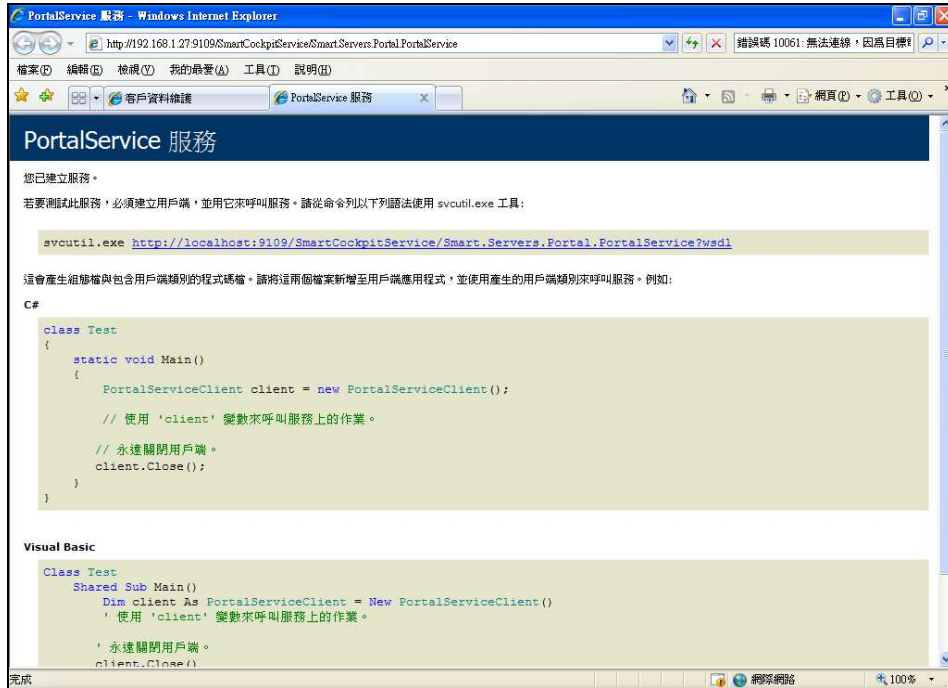 PortalService 服務 - Windows Internet Explorer
http://192.168.1.27:9109/SmartCockpitService/Smart.Servers.Portal.PortalService
錯誤碼 10061: 無法連線，因為目標
檔案(F) 編輯(E) 檢視(V) 我的最愛(A) 工具(T) 說明(H)
客戶資料維護 PortalService 服務 網頁(P) 工具(O)
PortalService 服務
您已建立服務。
若要測試此服務，必須建立用戶端，並用它來呼叫服務。請從命令列以下列語法使用 svcutil.exe 工具:
svcutil.exe http://localhost:9109/SmartCockpitService/Smart.Servers.Portal.PortalService?wsdl
這會產生組態檔與包含用戶端類別的程式碼檔。請將這兩個檔案新增至用戶端應用程式，並使用產生的用戶端類別來呼叫服務。例如:
C#
class Test
{
static void Main()
{
PortalServiceClient client = new PortalServiceClient();
// 使用 'client' 變數來呼叫服務上的作業。
// 永遠關閉用戶端。
client.Close();
}
}
Visual Basic
Class Test
Shared Sub Main()
Dim client As PortalServiceClient = New PortalServiceClient()
' 使用 'client' 變數來呼叫服務上的作業。
' 永遠關閉用戶端。
client.Close()
完成 網際網路 100%